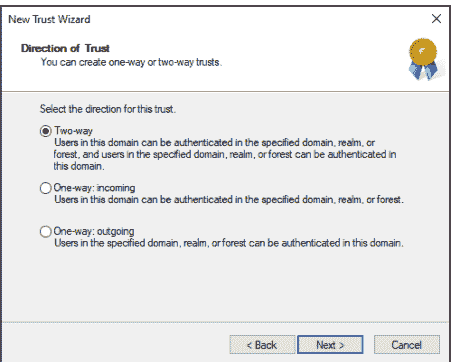 New Trust Wizard
Direction of Trust
You can create one-way or two-way trusts.
Select the direction for this trust.
Two-way
Users in this domain can be authenticated in the specified domain, realm, or
forest, and users in the specified domain, realm, or forest can be authenticated in
this domain.
One-way: incoming
Users in this domain can be authenticated in the specified domain, realm, or forest.
One-way: outgoing
Users in the specified domain, realm, or forest can be authenticated in this domain.
< Back Next > Cancel